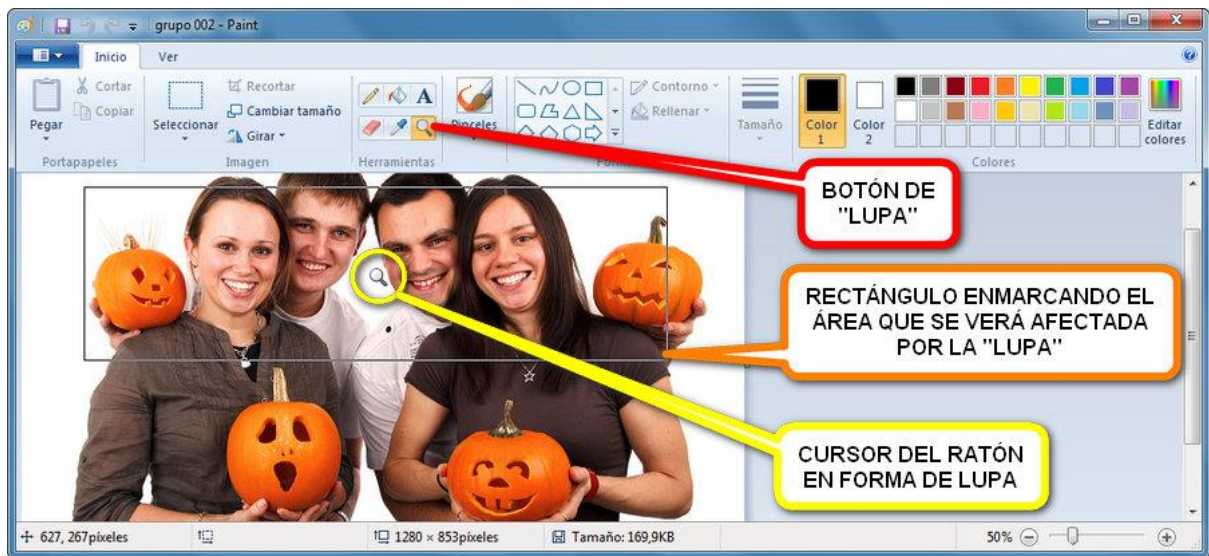 grupo 002 - Paint
Inicio Ver
Pegar
Cortar
Copiar
Portapapeles
Seleccionar
Recortar
Cambiar tamaño
Girar
Imagen
A
Herramientas
Pinceles
Contorno
Rellenar
Tamaño
Color
1
Color
2
Editar
colores
Colores
BOTÓN DE
"LUPA"
RECTÁNGULO ENMARCANDO EL
ÁREA QUE SE VERÁ AFECTADA
POR LA "LUPA"
CURSOR DEL RATÓN
EN FORMA DE LUPA
627, 267píxeles 1280 × 853píxeles Tamaño: 169,9KB 50%